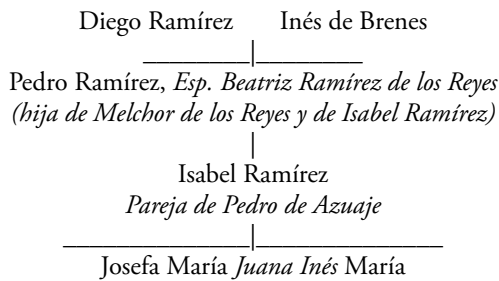 Diego Ramírez Inés de Brenes
Pedro Ramírez, Esp. Beatriz Ramírez de los Reyes
(hija de Melchor de los Reyes y de Isabel Ramírez)
Isabel Ramírez
Pareja de Pedro de Azuaje
Josefa María Juana Inés María